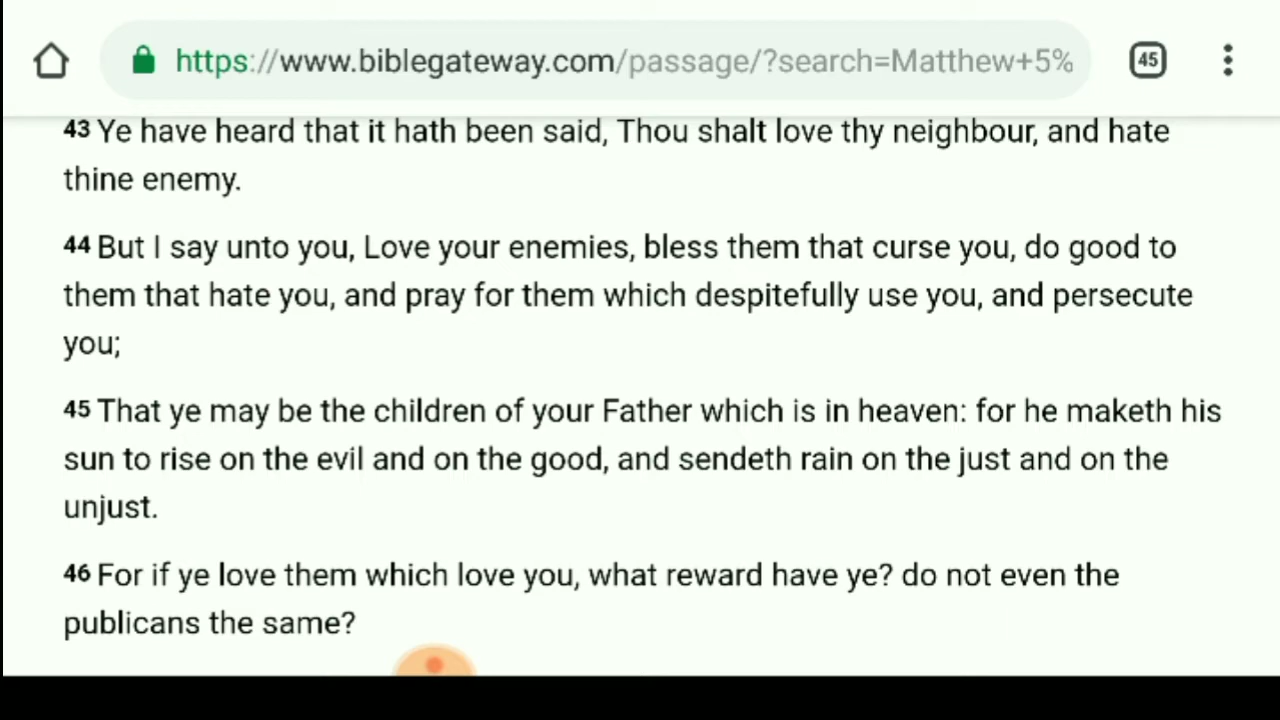 https://www.biblegateway.com/passage/?search=Matthew+5% 45
43 Ye have heard that it hath been said, Thou shalt love thy neighbour, and hate
thine enemy.
44 But I say unto you, Love your enemies, bless them that curse you, do good to
them that hate you, and pray for them which despitefully use you, and persecute
you;
45 That ye may be the children of your Father which is in heaven: for he maketh his
sun to rise on the evil and on the good, and sendeth rain on the just and on the
unjust.
46 For if ye love them which love you, what reward have ye? do not even the
publicans the same?